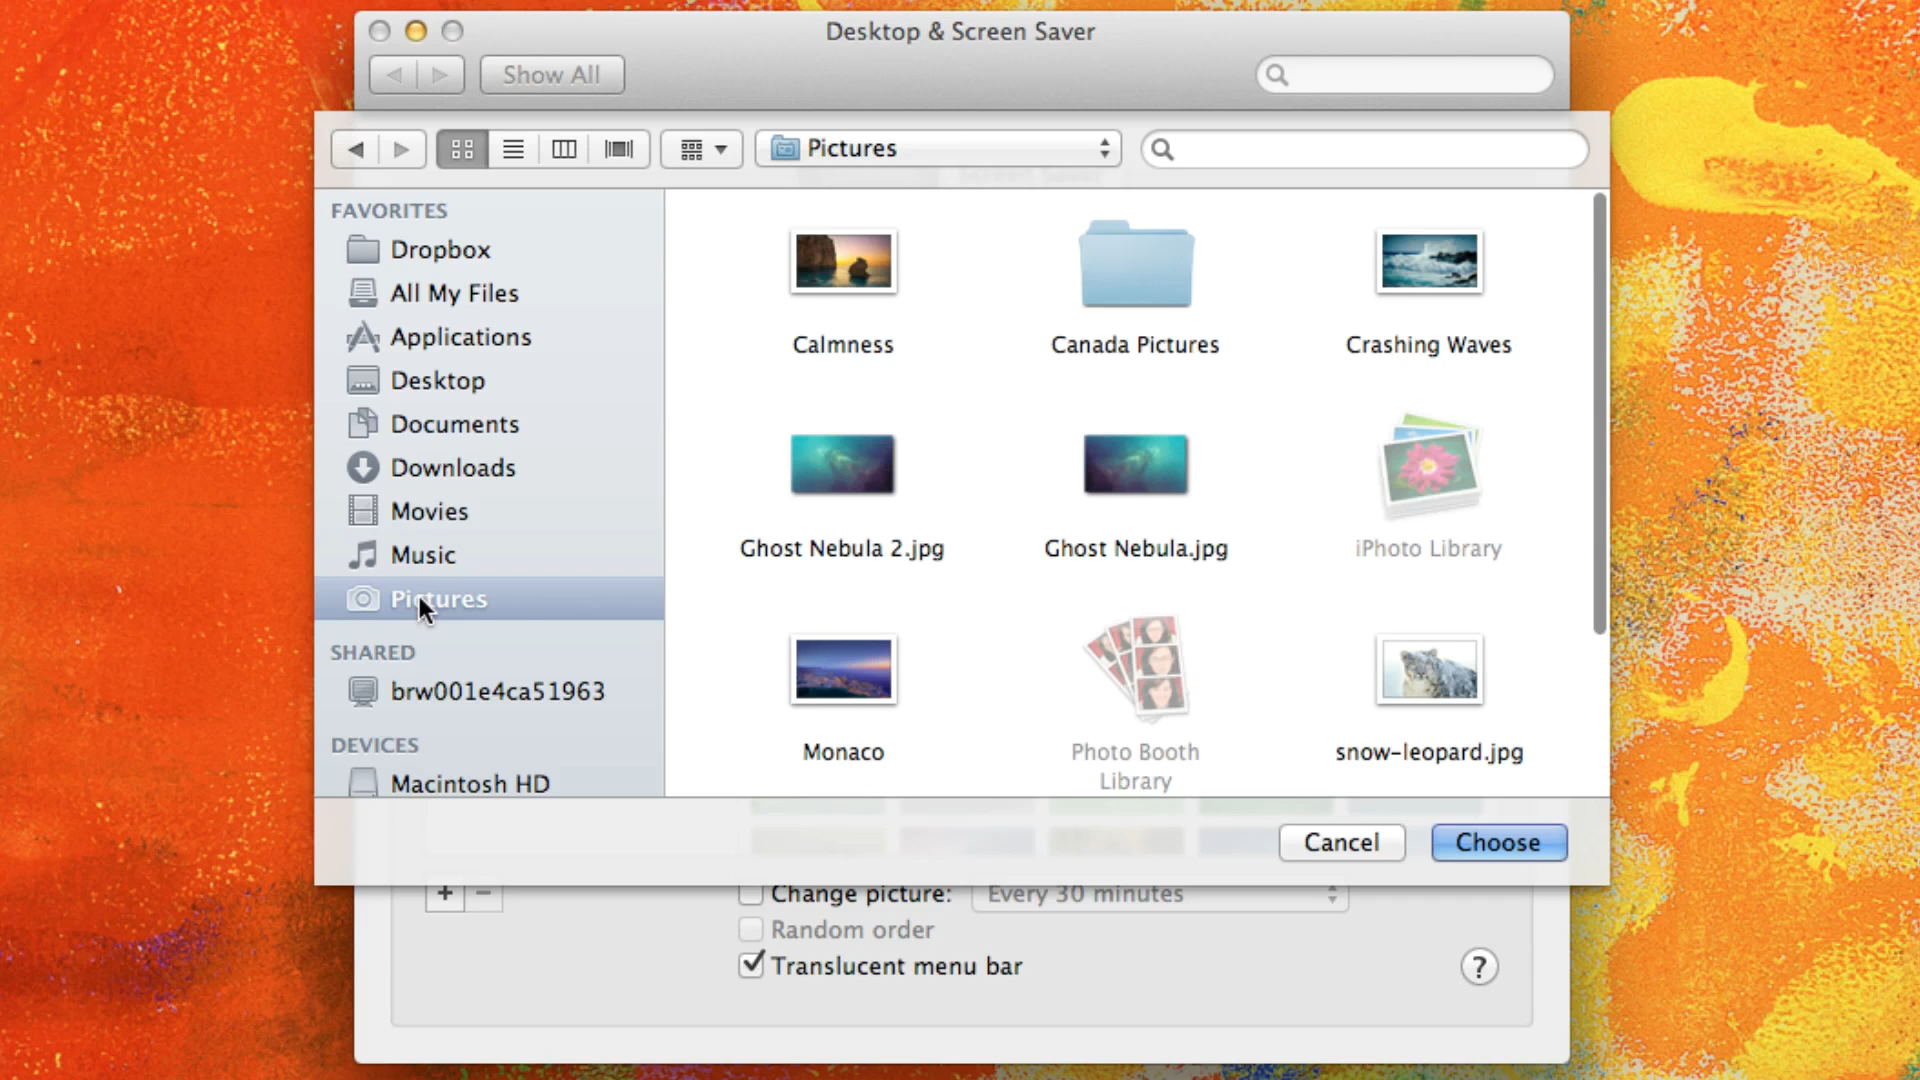 Desktop & Screen Saver
Show All
Pictures
FAVORITES
Dropbox
All My Files
Applications
Desktop
Documents
Downloads
Movies
Music
Pictures
SHARED
brw001e4ca51963
DEVICES
Macintosh HD
Calmness
Canada Pictures
Crashing Waves
Ghost Nebula 2.jpg
Ghost Nebula.jpg
iPhoto Library
Monaco
Photo Booth
Library
snow-leopard.jpg
Cancel
Choose
+ −
Change picture: Every 30 minutes
Random order
Translucent menu bar
?